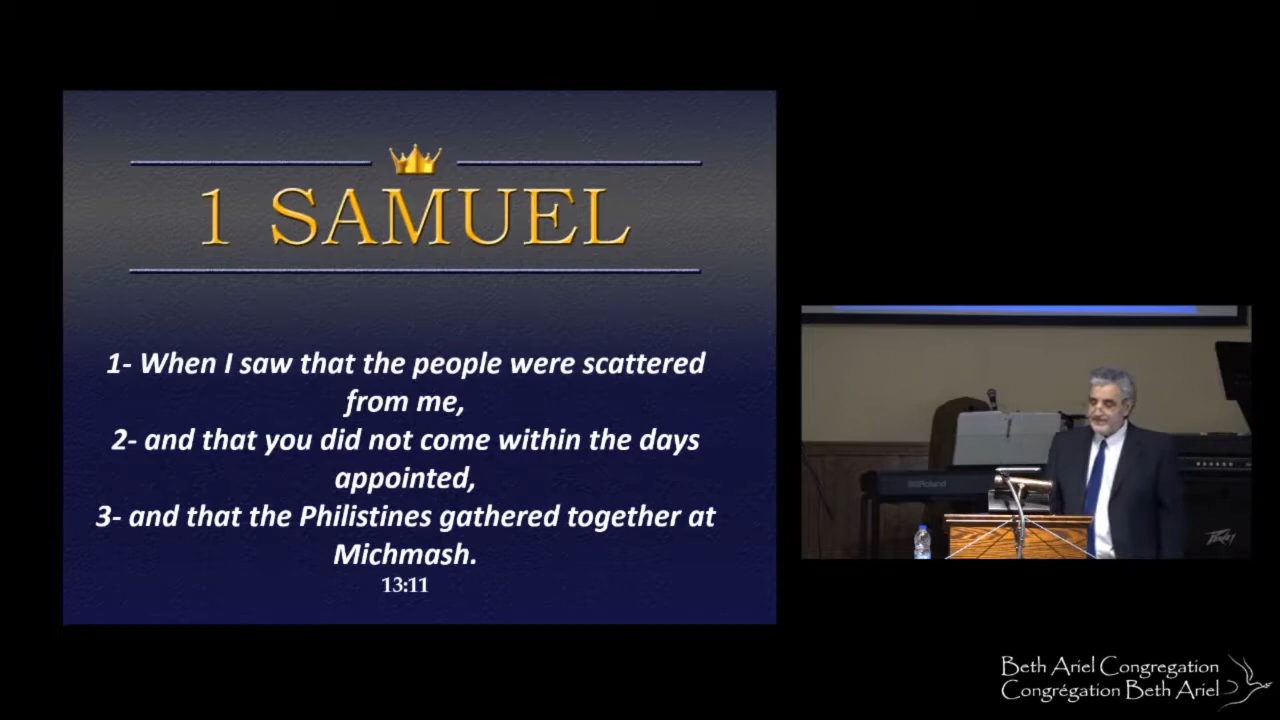 1 SAMUEL
1- When I saw that the people were scattered
from me,
2- and that you did not come within the days
appointed,
3- and that the Philistines gathered together at
Michmash.
13:11
Roland
Peavey
Beth Ariel Congregation
Congrégation Beth Ariel